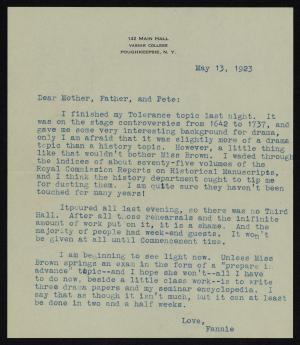 142 MAIN HALL
VASSAR COLLEGE
POUGHKEEPSIE, N. Y.
May 13, 1923
Dear Mother, Father, and Pete:
I finished my Tolerance topic last night. It
was on the stage controversies from 1642 to 1737, and
gave me some very interesting background for drama,
only I am afraid that it was slightly more of a drama
topic than a history topic. However, a little thing
like that wouldn't bother Miss Brown. I waded through
the indices of about seventy-five volumes of the
Royal Commission Reports on Historical Manuscripts,
and I think the history department ought to tip me
for dusting them. I am quite sure they haven't been
touched for many years!
Itpoured all last evening, so there was no Third
Hall. After all those rehearsals and the inifinite
amount of work put on it, it is a shame. And the
majority of people had week-end guests. It won't
be given at all until Commencement time.
I am beginning to see light now. Unless Miss
Brown springs an exam in the form of a "prepare in
advance" topic--and I hope she won't--all I have
to do now, beside a little class work--is to write
three drama papers and my seminar encyclopedia. I
say that as though it isn't much, but it can at least
be done in two and a half weeks.
Love,
Fannie